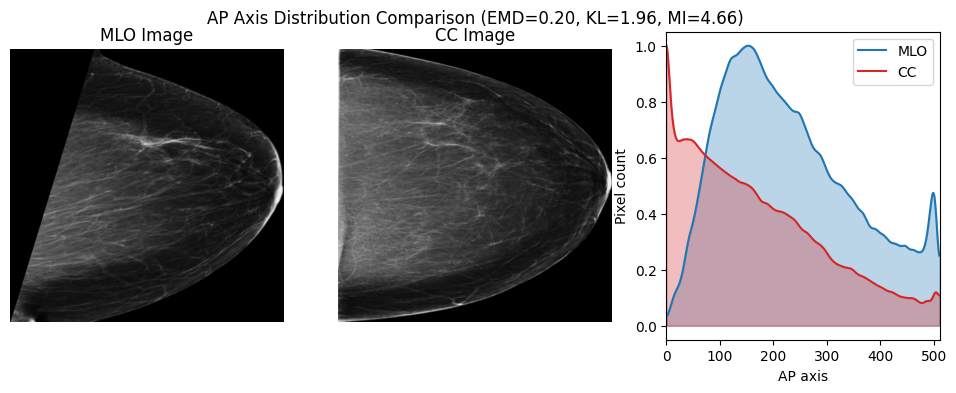 AP Axis Distribution Comparison (EMD=0.20, KL=1.96, MI=4.66)
MLO Image
CC Image
MLO
CC
Pixel count
1.0
0.8
0.6
0.4
0.2
0.0
0 100 200 300 400 500
AP axis